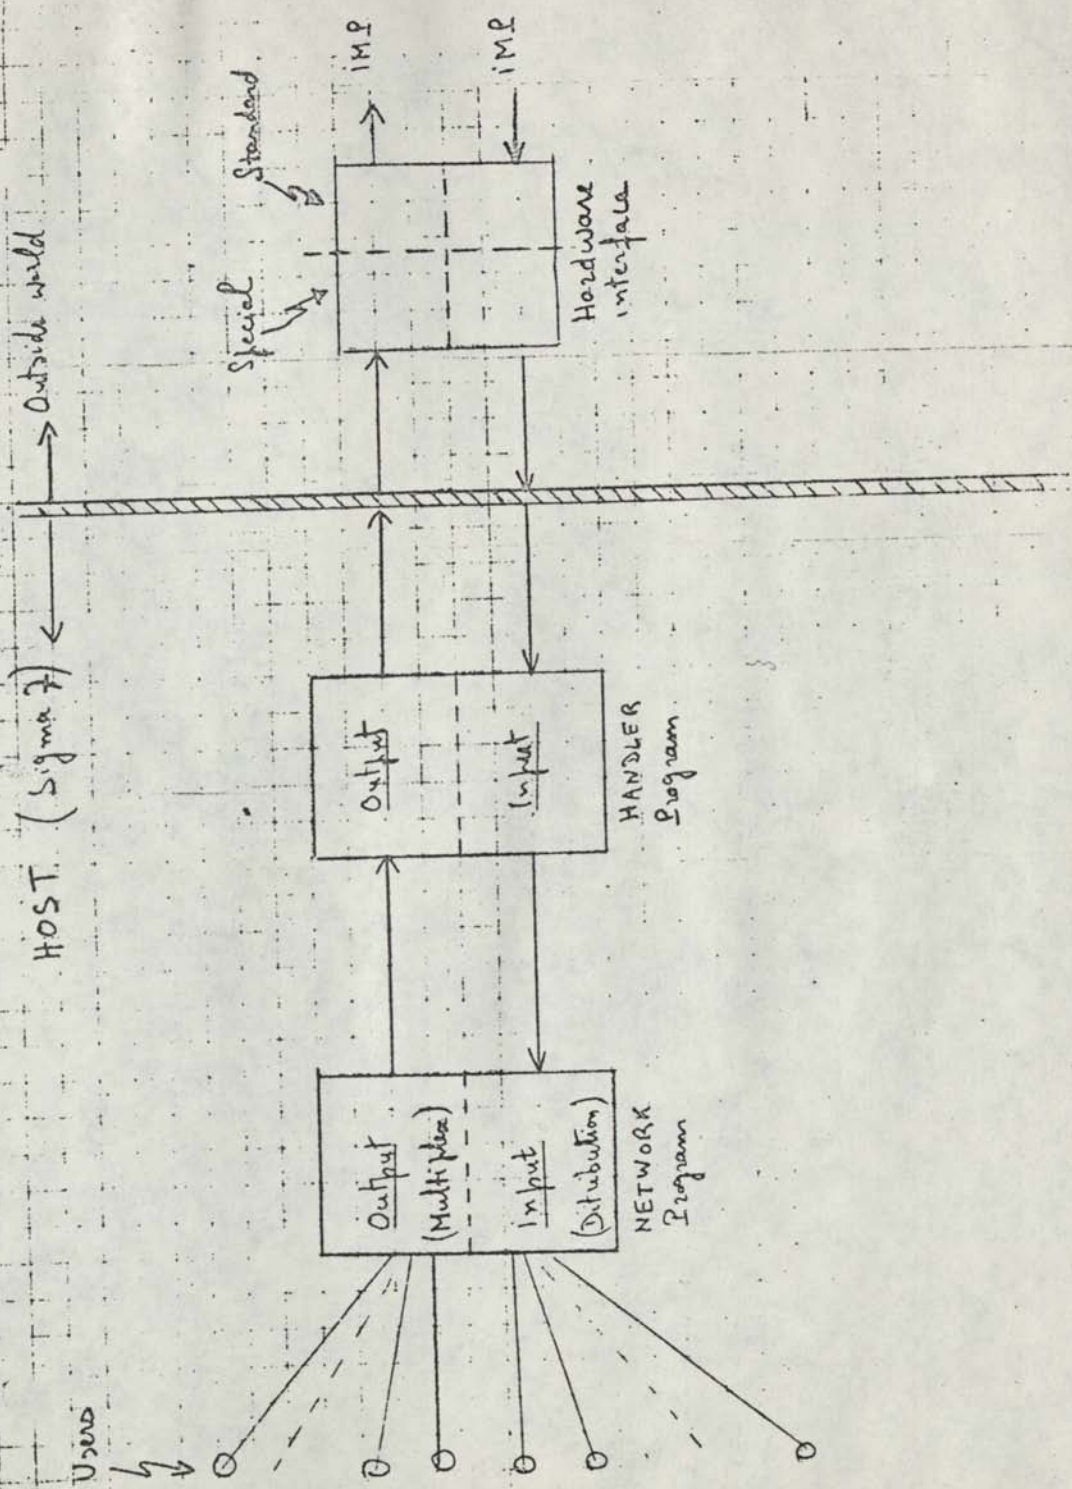 HOST (Sigma 7)
Outside world
Users
Output
(Multiplex)
Input
(Ditubution)
NETWORK
Program
Output
Input
HANDLER
Program
Special
Standard
Hardware
interface
IMP
IMP